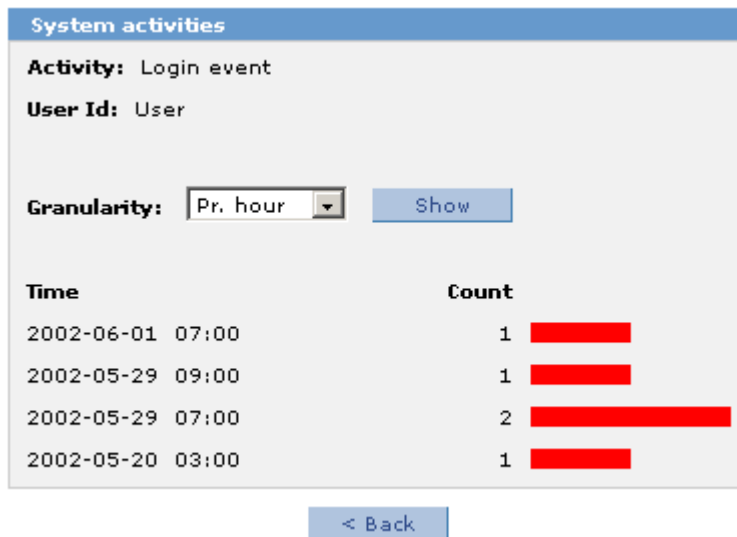 System activities
Activity: Login event
User Id: User
Granularity: Pr. hour Show
Time Count
2002-06-01 07:00 1
2002-05-29 09:00 1
2002-05-29 07:00 2
2002-05-20 03:00 1
< Back